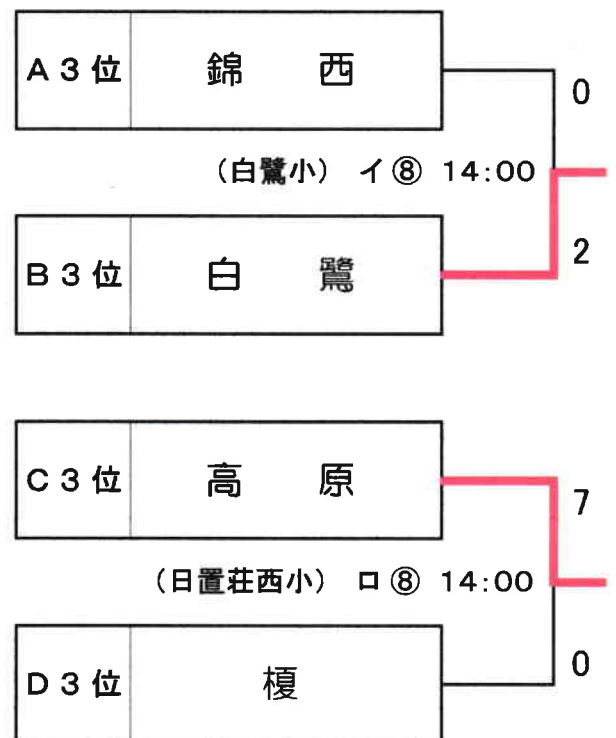 A3位 錦西
0
(白鷺小) イ⑧ 14:00
B3位 白鷺
2
C3位 高原
7
(日置荘西小) ロ⑧ 14:00
D3位 榎
0